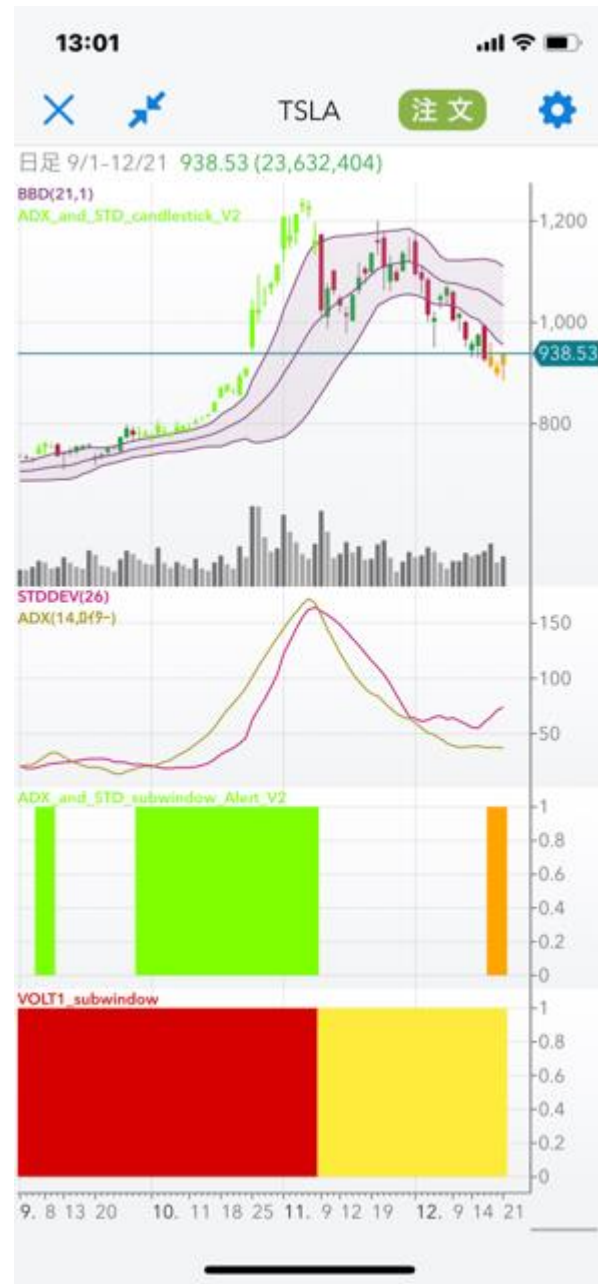 13:01
TSLA 注文
日足 9/1-12/21 938.53 (23,632,404)
BBD(21,1)
ADX_and_STD_candlestick_V2
1,200
1,000
938.53
800
STDDEV(26)
ADX(14,ﾜｲﾙﾀﾞｰ)
150
100
50
ADX_and_STD_subwindow_Alert_V2
1
0.8
0.6
0.4
0.2
0
VOLT1_subwindow
1
0.8
0.6
0.4
0.2
0
9. 8 13 20 10. 11 18 25 11. 9 12 19 12. 9 14 21